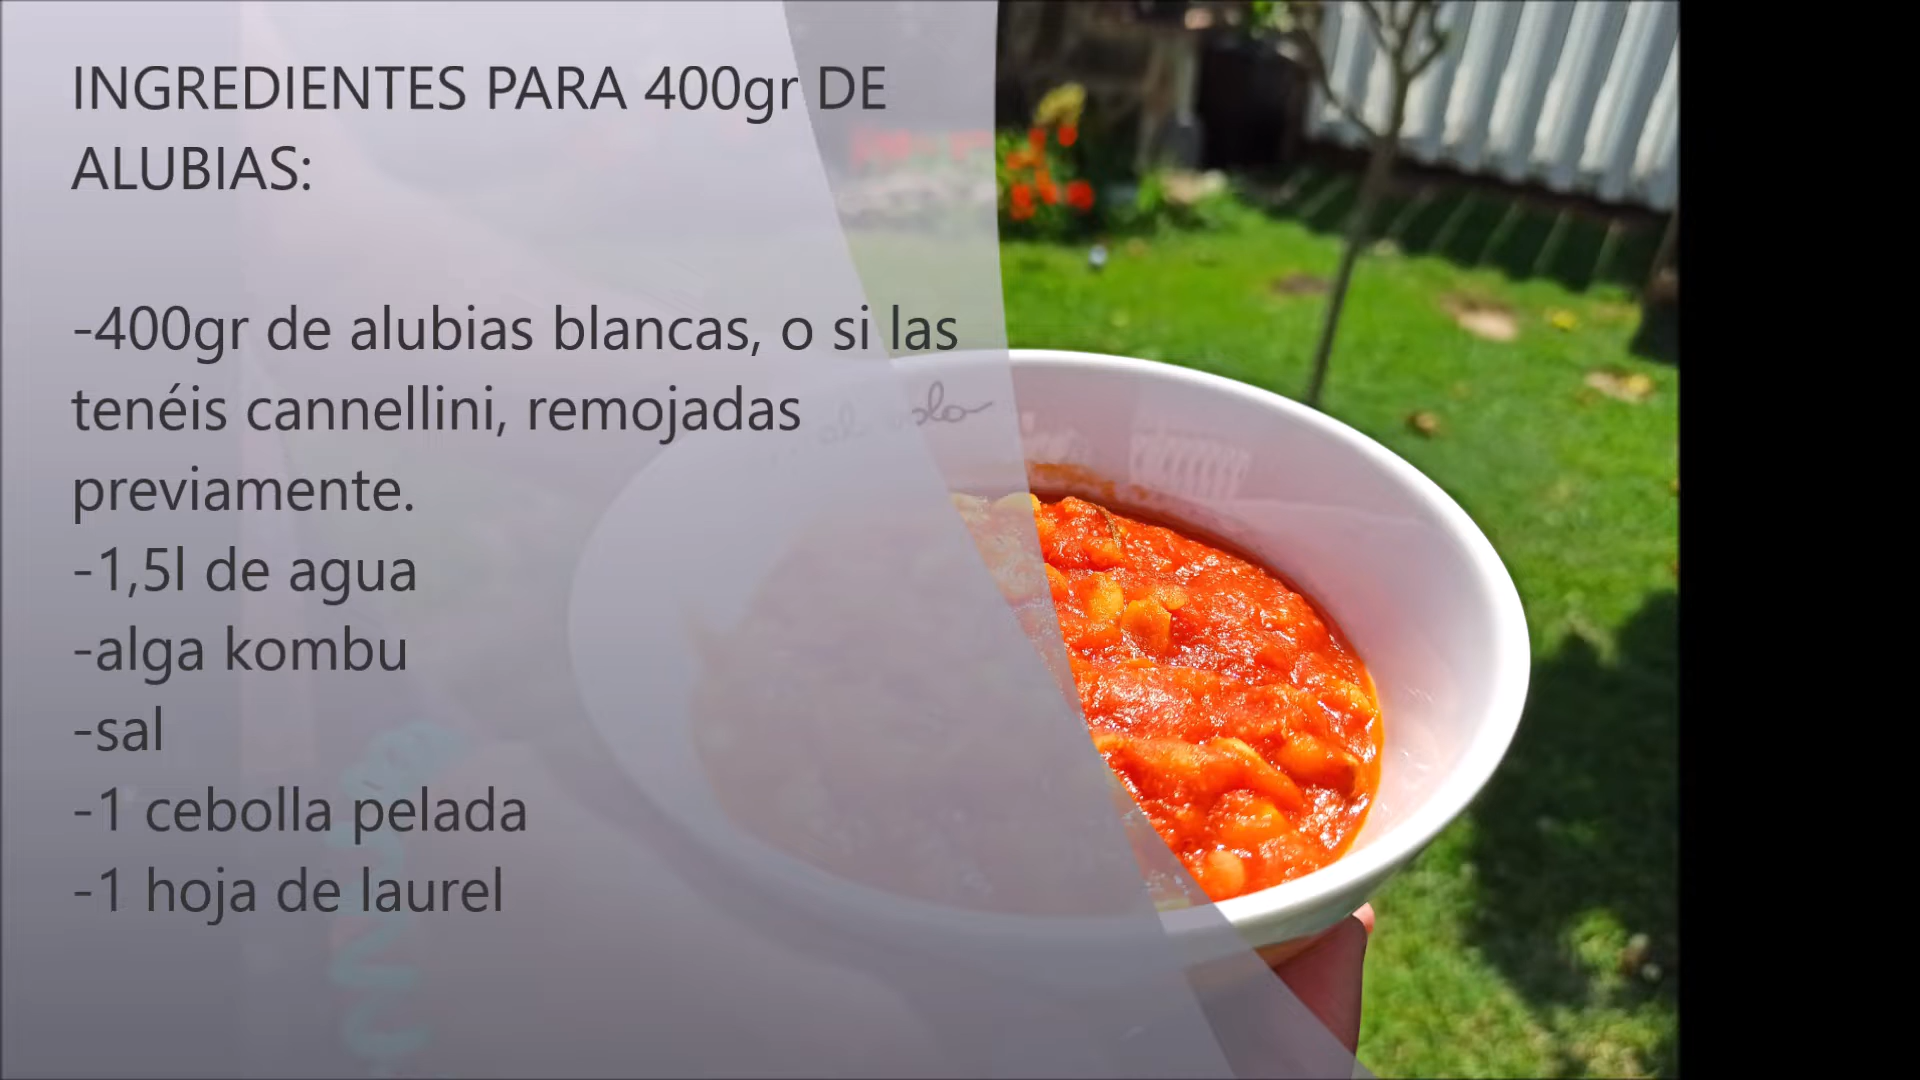 INGREDIENTES PARA 400gr DE
ALUBIAS:
-400gr de alubias blancas, o si las
tenéis cannellini, remojadas
previamente.
-1,5l de agua
-alga kombu
-sal
-1 cebolla pelada
-1 hoja de laurel